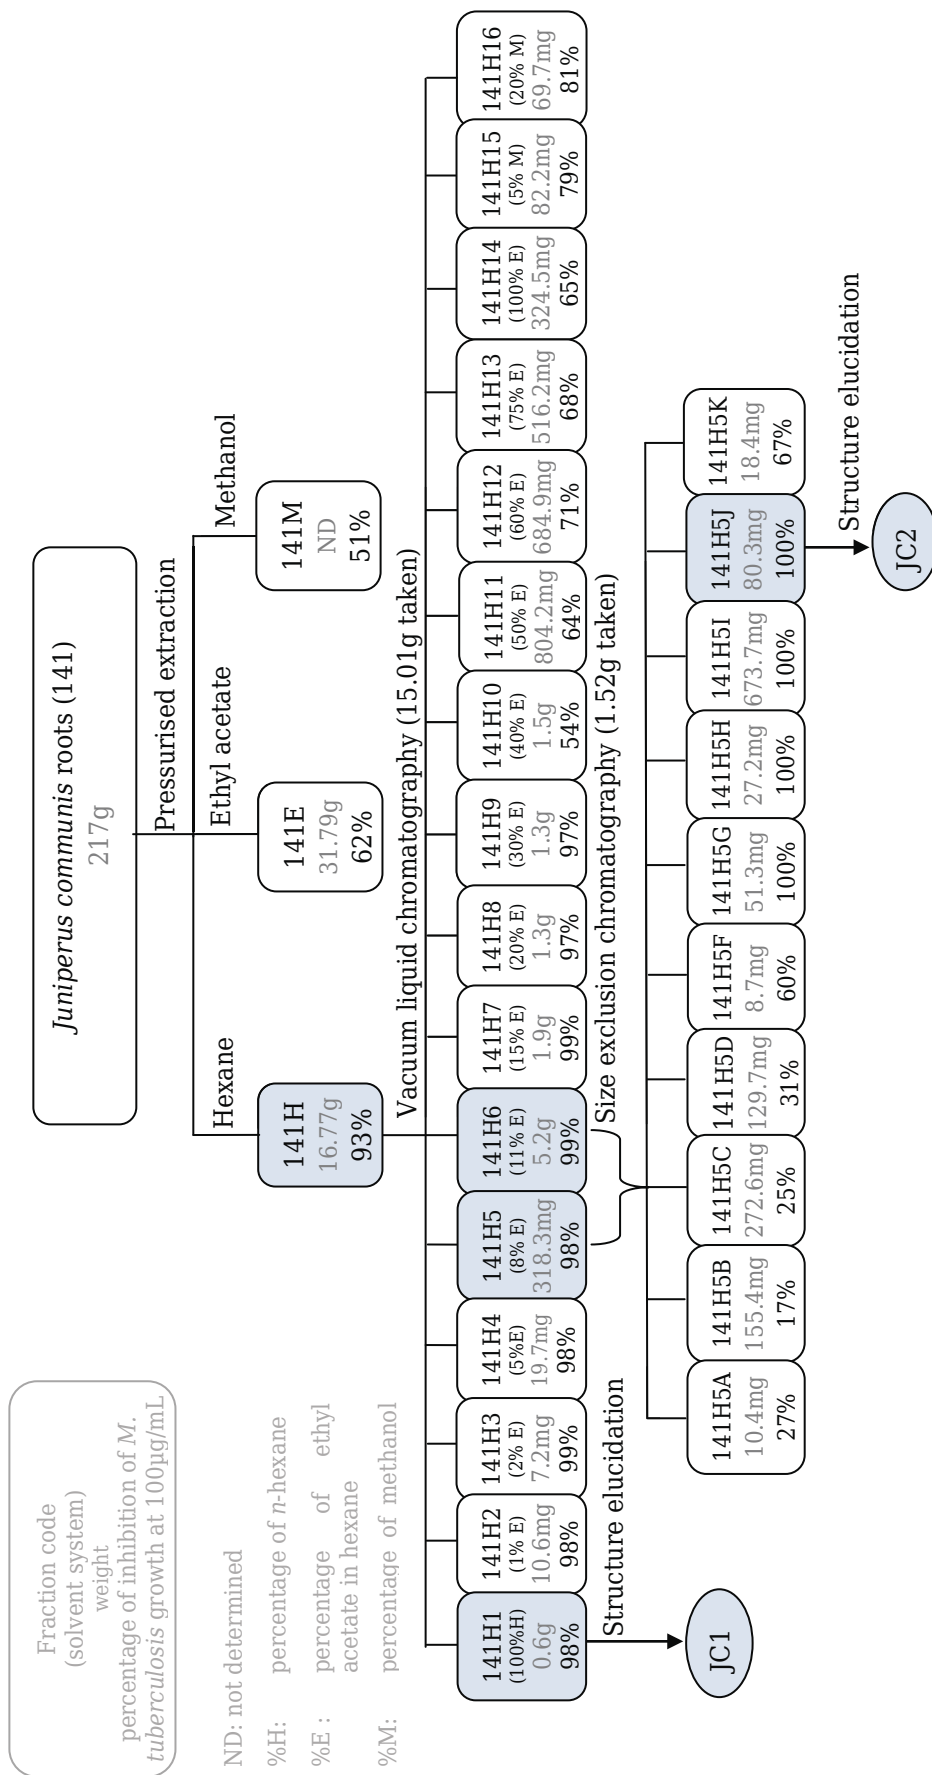 Fraction code
(solvent system)
weight
percentage of inhibition of M.
tuberculosis growth at 100µg/mL
ND: not determined
%H: percentage of n-hexane
%E : percentage of ethyl
acetate in hexane
%M: percentage of methanol
Juniperus communis roots (141)
217g
Pressurised extraction
Hexane
Ethyl acetate
Methanol
141H
16.77g
93%
141E
31.79g
62%
141M
ND
51%
Vacuum liquid chromatography (15.01g taken)
141H1
(100%H)
0.6g
98%
141H2
(1% E)
10.6mg
98%
141H3
(2% E)
7.2mg
99%
141H4
(5%E)
19.7mg
98%
141H5
(8% E)
318.3mg
98%
141H6
(11% E)
5.2g
99%
141H7
(15% E)
1.9g
99%
141H8
(20% E)
1.3g
97%
141H9
(30% E)
1.3g
97%
141H10
(40% E)
1.5g
54%
141H11
(50% E)
804.2mg
64%
141H12
(60% E)
684.9mg
71%
141H13
(75% E)
516.2mg
68%
141H14
(100% E)
324.5mg
65%
141H15
(5% M)
82.2mg
79%
141H16
(20% M)
69.7mg
81%
Structure elucidation
JC1
Size exclusion chromatography (1.52g taken)
141H5A
10.4mg
27%
141H5B
155.4mg
17%
141H5C
272.6mg
25%
141H5D
129.7mg
31%
141H5F
8.7mg
60%
141H5G
51.3mg
100%
141H5H
27.2mg
100%
141H5I
673.7mg
100%
141H5J
80.3mg
100%
141H5K
18.4mg
67%
Structure elucidation
JC2